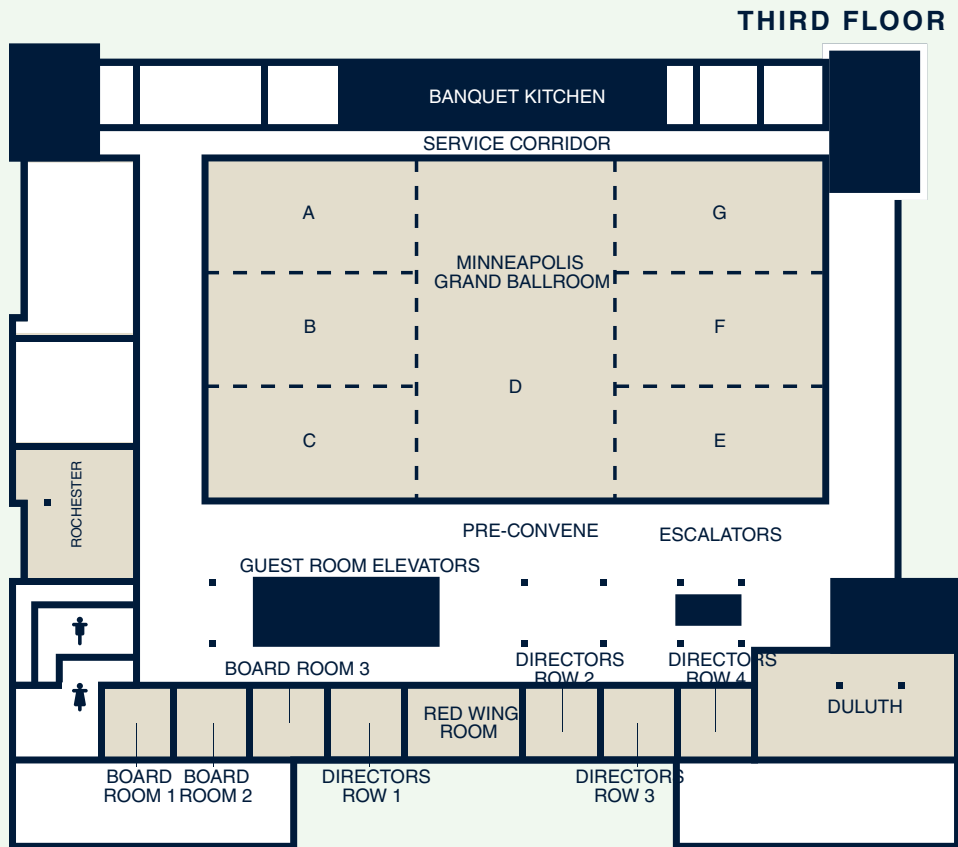 THIRD FLOOR
BANQUET KITCHEN
SERVICE CORRIDOR
A
G
MINNEAPOLIS
GRAND BALLROOM
B
F
D
C
E
ROCHESTER
PRE-CONVENE
ESCALATORS
GUEST ROOM ELEVATORS
BOARD ROOM 3
DIRECTORS
ROW 2
DIRECTORS
ROW 4
RED WING
ROOM
DULUTH
BOARD
ROOM 1
BOARD
ROOM 2
DIRECTORS
ROW 1
DIRECTORS
ROW 3